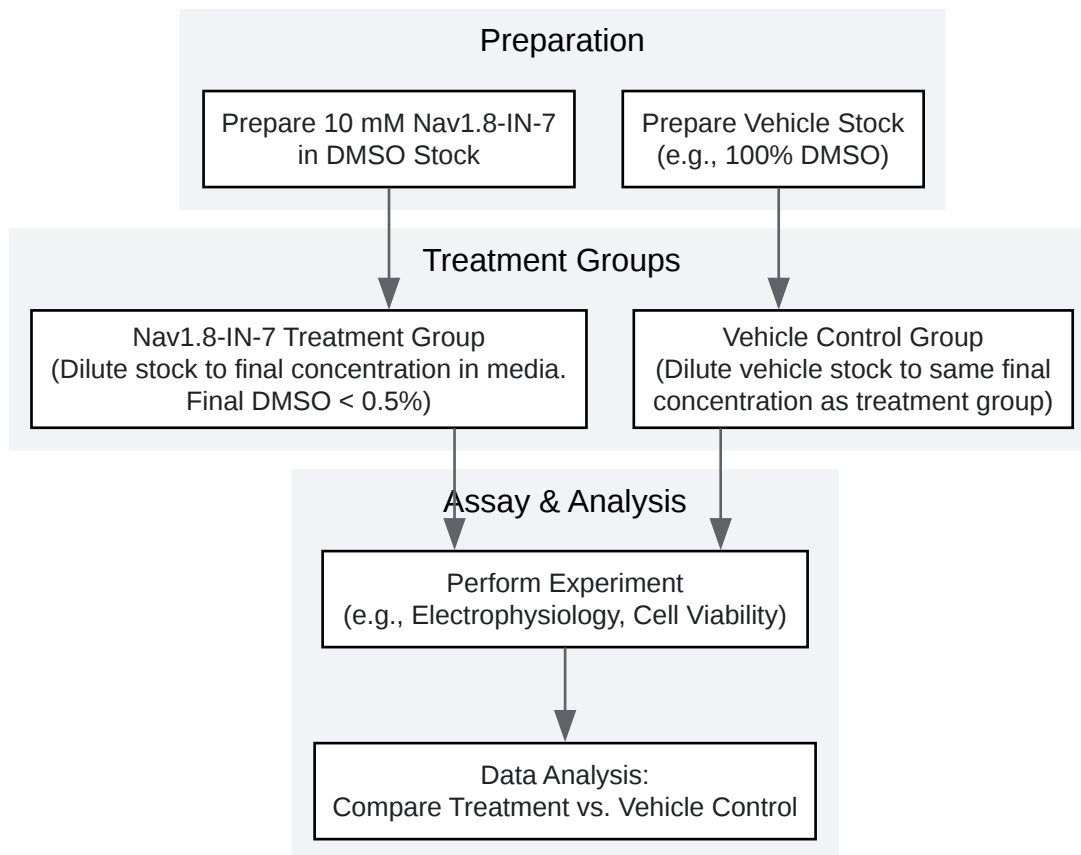 Preparation
Prepare 10 mM Nav1.8-IN-7
in DMSO Stock
Prepare Vehicle Stock
(e.g., 100% DMSO)
Treatment Groups
Nav1.8-IN-7 Treatment Group
(Dilute stock to final concentration in media.
Final DMSO < 0.5%)
Vehicle Control Group
(Dilute vehicle stock to same final
concentration as treatment group)
Assay & Analysis
Perform Experiment
(e.g., Electrophysiology, Cell Viability)
Data Analysis:
Compare Treatment vs. Vehicle Control